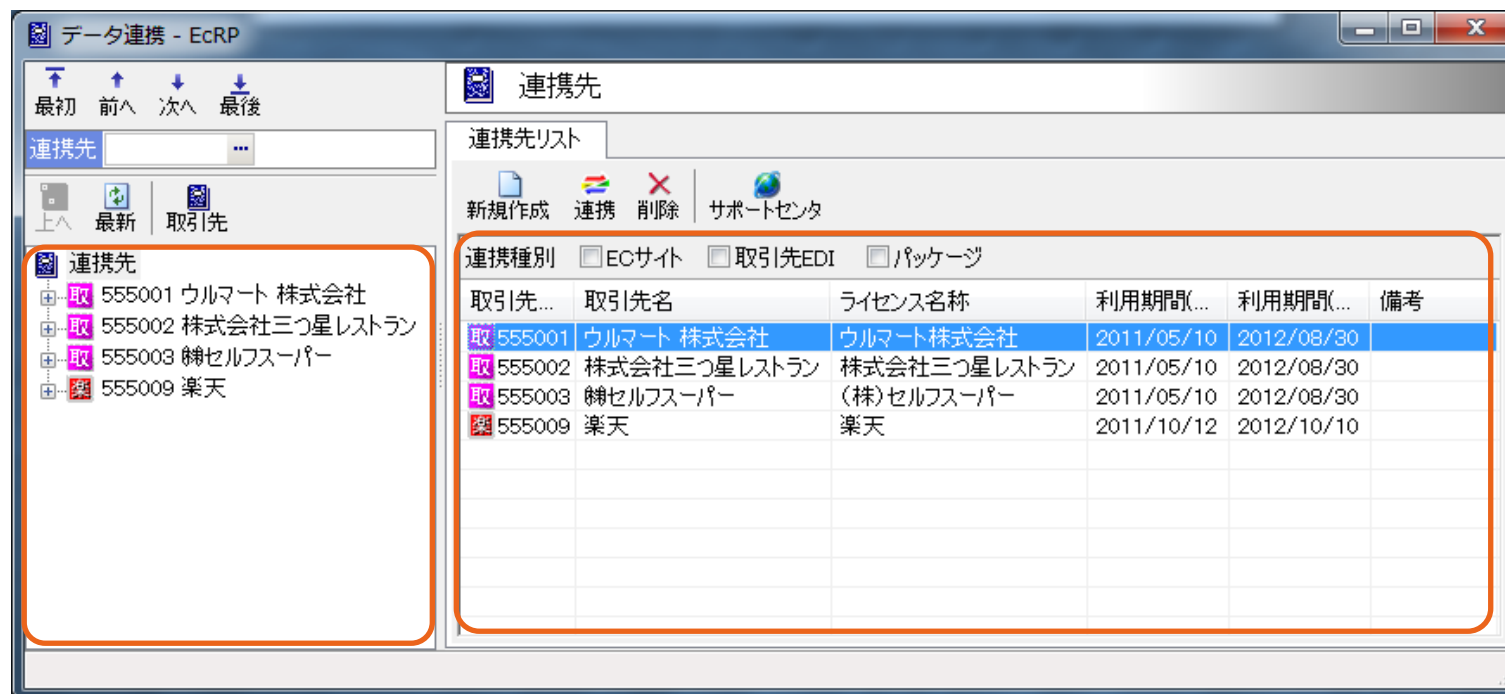 データ連携 - EcRP
最初 前へ 次へ 最後
連携先 ...
上へ 最新 取引先
連携先
取 555001 ウルマート 株式会社
取 555002 株式会社三つ星レストラン
取 555003 ㈱セルフスーパー
楽 555009 楽天
連携先
連携先リスト
新規作成 連携 削除 サポートセンタ
連携種別 ECサイト 取引先EDI パッケージ
取引先... 取引先名 ライセンス名称 利用期間(... 利用期間(... 備考
取 555001 ウルマート 株式会社 ウルマート株式会社 2011/05/10 2012/08/30
取 555002 株式会社三つ星レストラン 株式会社三つ星レストラン 2011/05/10 2012/08/30
取 555003 ㈱セルフスーパー (株)セルフスーパー 2011/05/10 2012/08/30
楽 555009 楽天 楽天 2011/10/12 2012/10/10